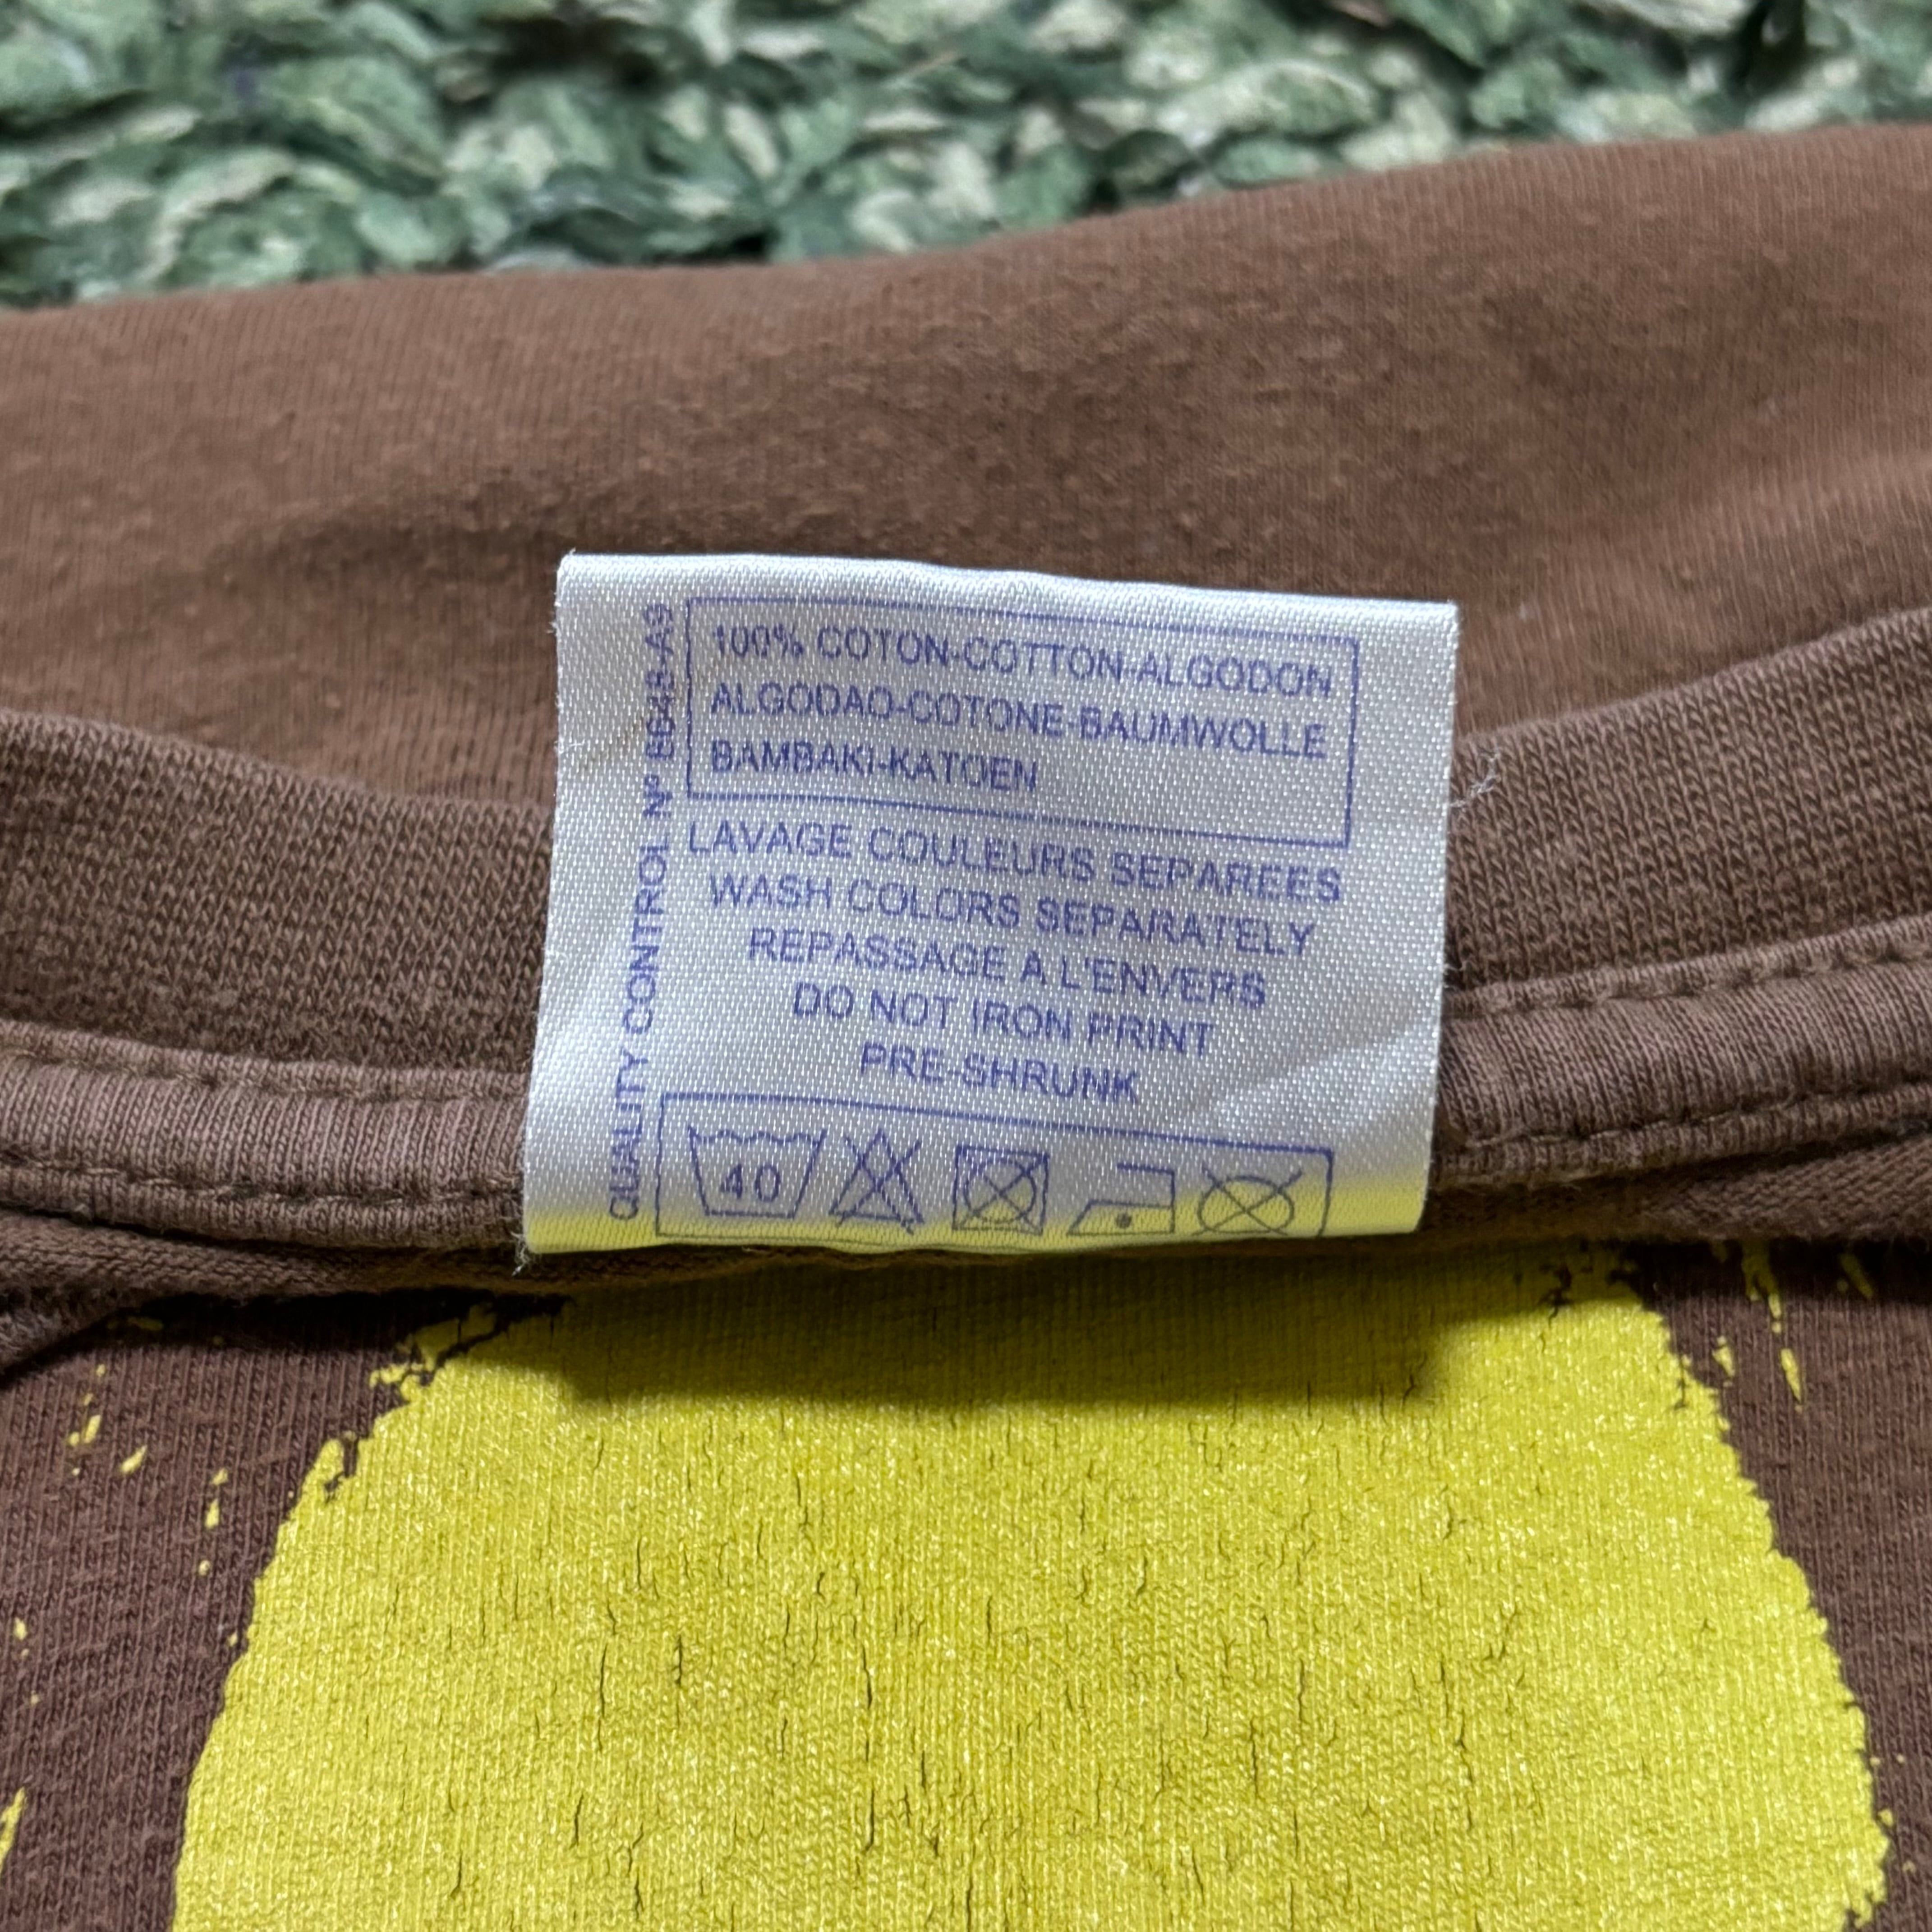 100% COTON-COTTON-ALGODON
ALGODAO-COTONE-BAUMWOLLE
BAMBAKI-KATOEN
LAVAGE COULEURS SEPAREES
WASH COLORS SEPARATELY
REPASSAGE A L'ENVERS
DO NOT IRON PRINT
PRE-SHRUNK
40
QUALITY CONTROL Nº